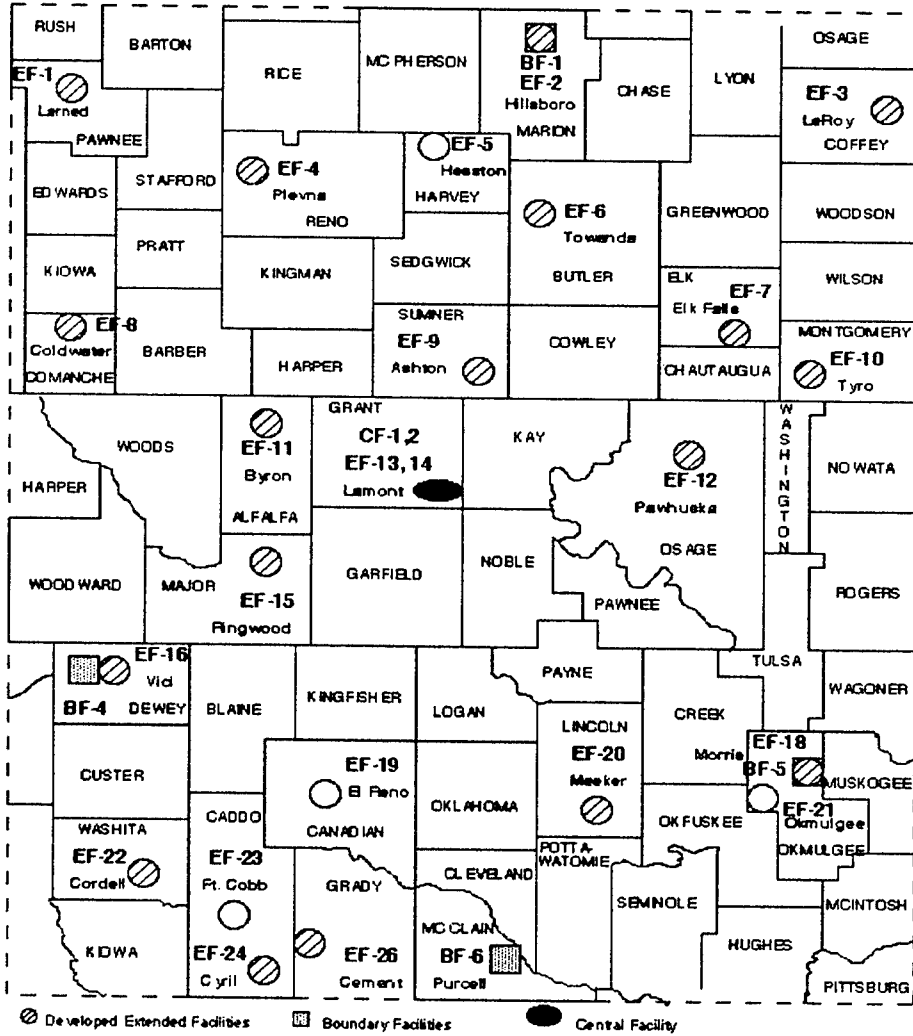 RUSH
BARTON
RICE
MC PHERSON
BF-1
EF-2
Hillsboro
MARION
CHASE
LYON
OSAGE
EF-1
Larned
PAWNEE
EF-3
LeRoy
COFFEY
EDWARDS
STAFFORD
EF-4
Plevna
RENO
EF-5
Hesston
HARVEY
EF-6
Towanda
BUTLER
GREENWOOD
WOODSON
KIOWA
PRATT
KINGMAN
SEDGWICK
ELK
EF-7
Elk Falls
WILSON
EF-8
Coldwater
COMANCHE
BARBER
HARPER
SUMNER
EF-9
Ashton
COWLEY
CHAUTAUGUA
MONTGOMERY
EF-10
Tyro
HARPER
WOODS
EF-11
Byron
ALFALFA
GRANT
CF-1,2
EF-13, 14
Lamont
KAY
EF-12
Pawhuska
OSAGE
WASHINGTON
NOWATA
WOODWARD
MAJOR
EF-15
Ringwood
GARFIELD
NOBLE
PAWNEE
ROGERS
EF-16
Vici
BF-4
DEWEY
BLAINE
KINGFISHER
LOGAN
PAYNE
CREEK
TULSA
WAGONER
CUSTER
EF-19
El Reno
CANADIAN
OKLAHOMA
LINCOLN
EF-20
Meeker
Morris
EF-18
BF-5
MUSKOGEE
EF-21
Okmulgee
OKMULGEE
OKFUSKEE
WASHITA
EF-22
Cordell
CADDO
EF-23
Ft. Cobb
GRADY
CLEVELAND
POTTA-
WATOMIE
SEMINOLE
MCINTOSH
KIOWA
EF-24
Cyril
EF-26
Cement
MC CLAIN
BF-6
Purcell
HUGHES
PITTSBURG
Developed Extended Facilities
Boundary Facilities
Central Facility